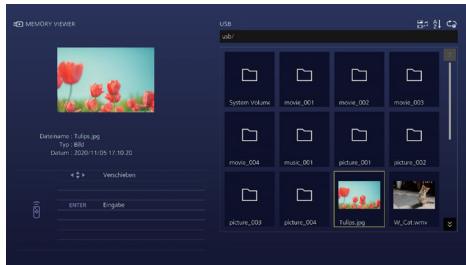 MEMORY VIEWER
Dateiname : Tulips.jpg
Typ : Bild
Datum : 2020/11/05 17:10:20
Verschieben
ENTER Eingabe
USB
usb/
System Volume movie_001 movie_002 movie_003
movie_004 music_001 picture_001 picture_002
picture_003 picture_004 Tulips.jpg W_Cat.wmv